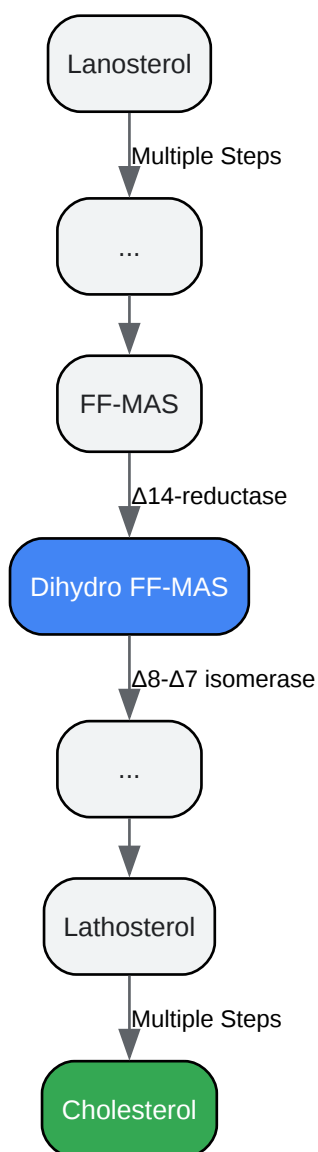 Lanosterol
Multiple Steps
...
FF-MAS
Δ14-reductase
Dihydro FF-MAS
Δ8-Δ7 isomerase
...
Lathosterol
Multiple Steps
Cholesterol